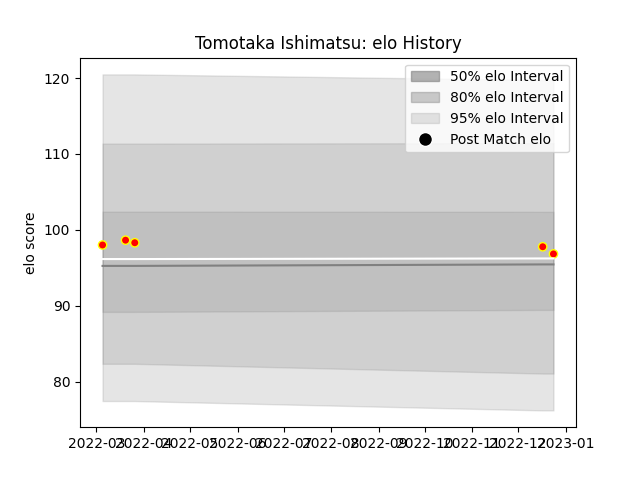 Tomotaka Ishimatsu: elo History
120
110
100
90
80
elo score
50% elo Interval
80% elo Interval
95% elo Interval
Post Match elo
2022-03 2022-04 2022-05 2022-06 2022-07 2022-08 2022-09 2022-10 2022-11 2022-12 2023-01